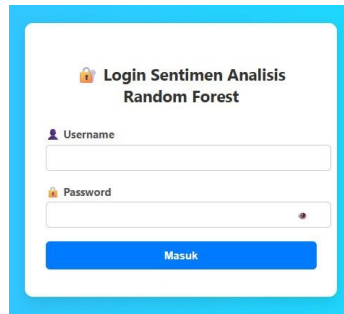 🔐 Login Sentimen Analisis
Random Forest
👤 Username
🔒 Password
Masuk